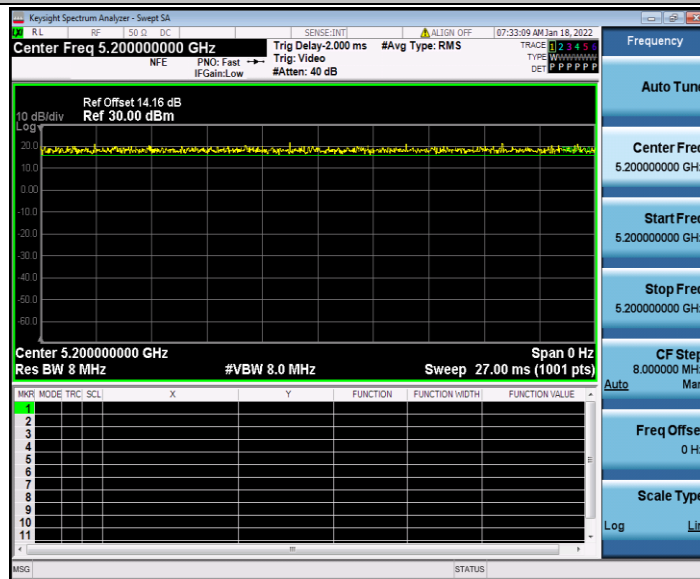 Keysight Spectrum Analyzer - Swept SA
RL RF 50 Ω DC SENSE:INT ALIGN OFF 07:33:09 AM Jan 18, 2022
Center Freq 5.200000000 GHz
NFE
PNO: Fast
IFGain:Low
Trig Delay-2.000 ms
Trig: Video
#Atten: 40 dB
#Avg Type: RMS
TRACE 1 2 3 4 5 6
TYPE W
DET P P P P P P
Ref Offset 14.16 dB
10 dB/div Ref 30.00 dBm
Log
20.0
10.0
0.00
-10.0
-20.0
-30.0
-40.0
-50.0
-60.0
Center 5.200000000 GHz Span 0 Hz
Res BW 8 MHz #VBW 8.0 MHz Sweep 27.00 ms (1001 pts)
MKR MODE TRC SCL X Y FUNCTION FUNCTION WIDTH FUNCTION VALUE
1
2
3
4
5
6
7
8
9
10
11
MSG STATUS
Frequency
Auto Tune
Center Freq
5.200000000 GHz
Start Freq
5.200000000 GHz
Stop Freq
5.200000000 GHz
CF Step
8.000000 MHz
Auto Man
Freq Offset
0 Hz
Scale Type
Log Lin